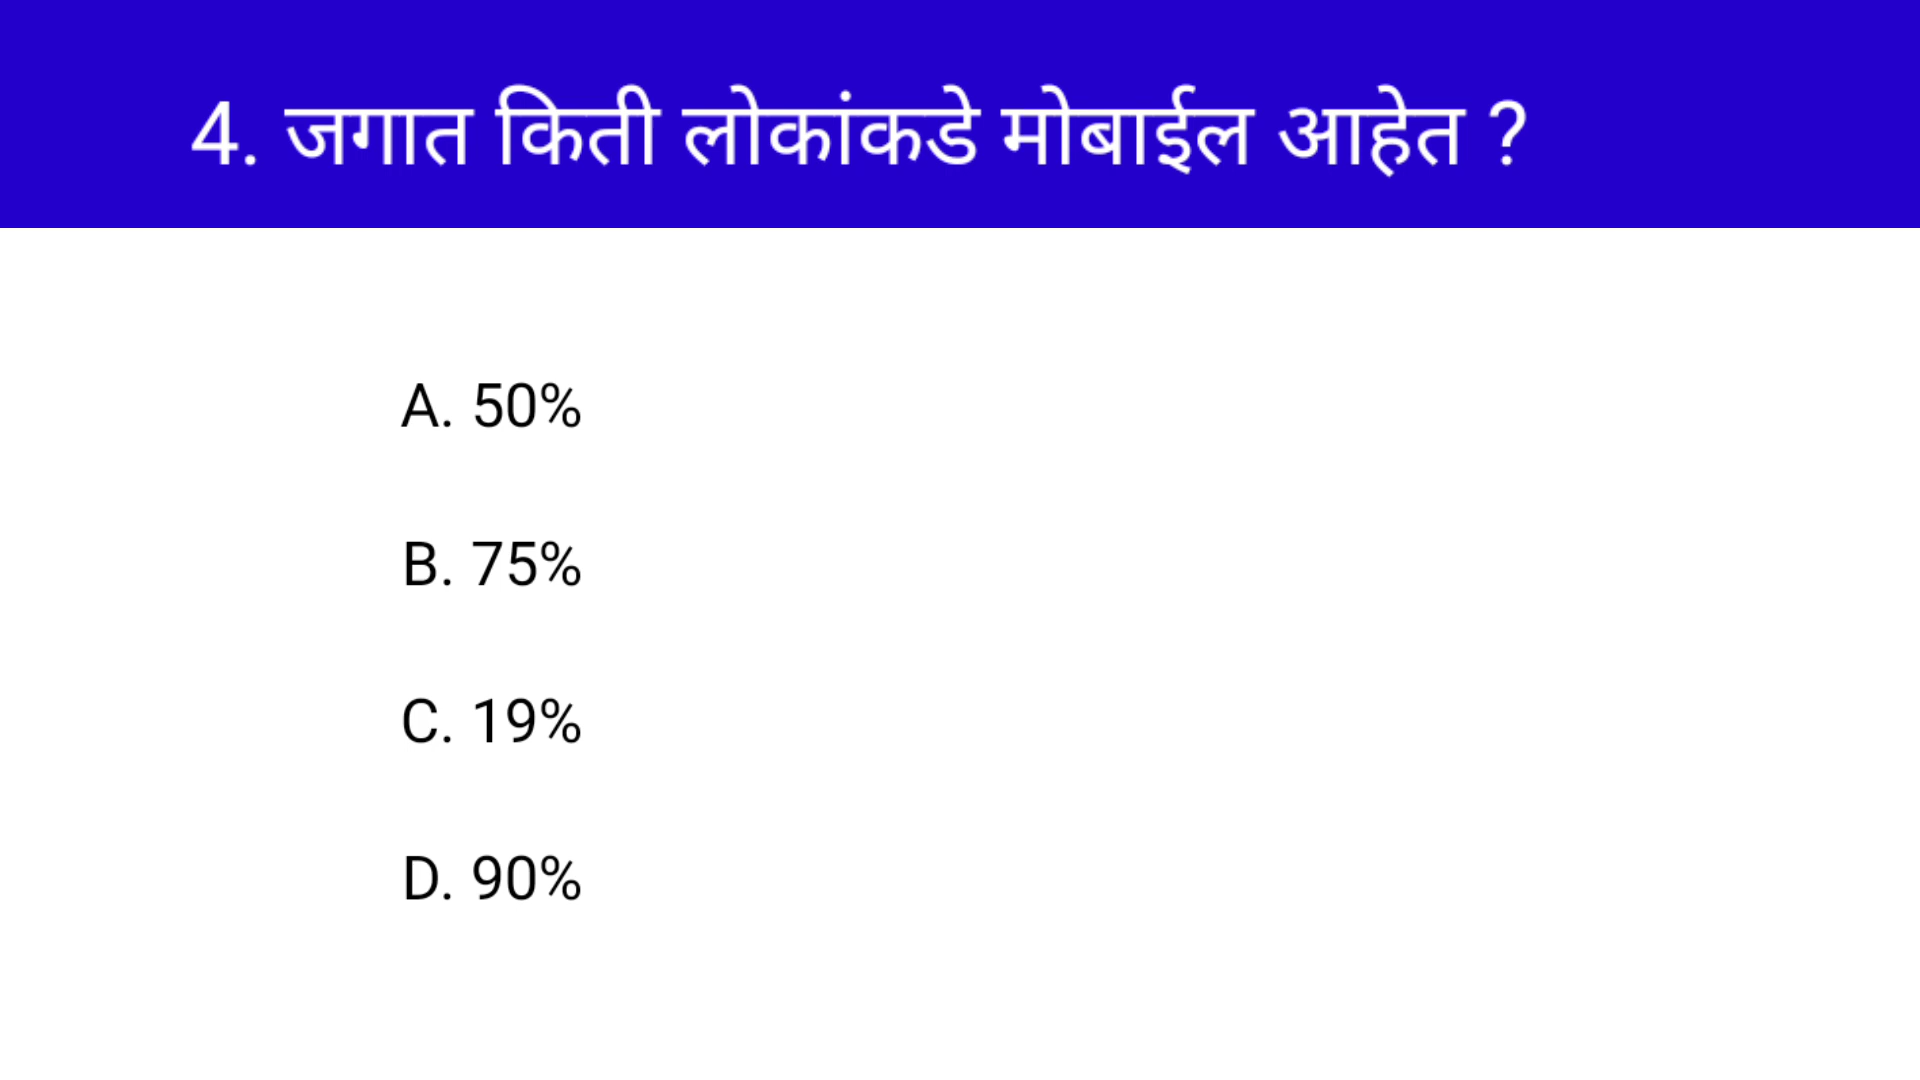 4. जगात किती लोकांकडे मोबाईल आहेत ?
A. 50%
B. 75%
C. 19%
D. 90%